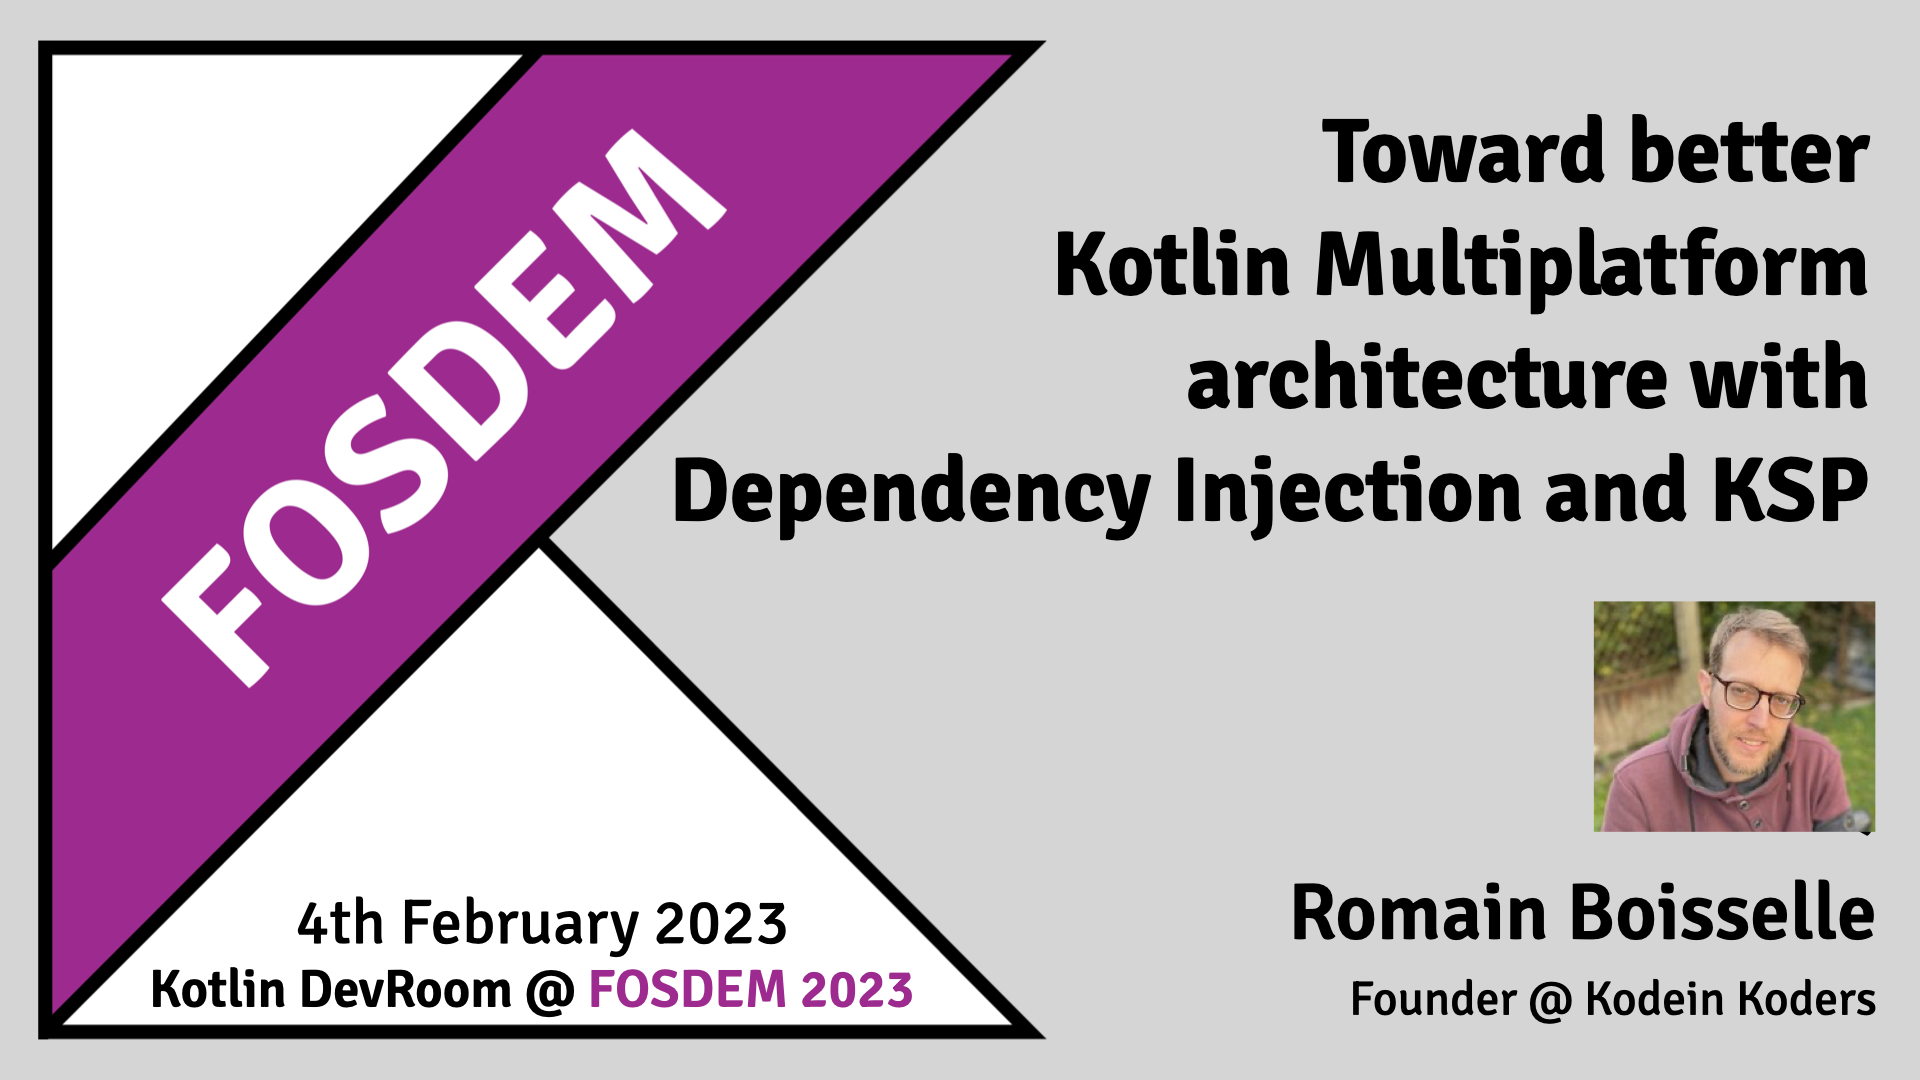 FOSDEM
Toward better
Kotlin Multiplatform
architecture with
Dependency Injection and KSP
4th February 2023
Kotlin DevRoom @ FOSDEM 2023
Romain Boisselle
Founder @ Kodein Koders